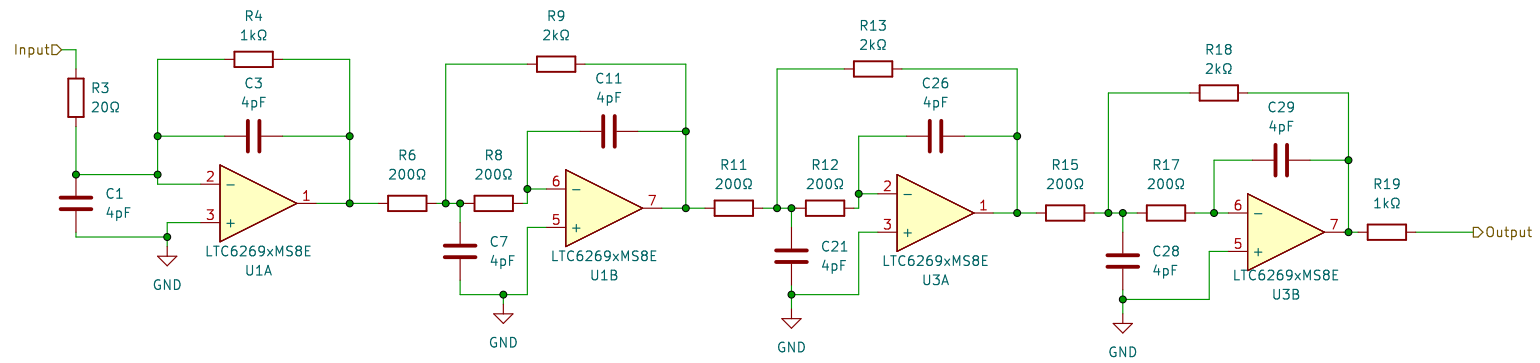 Input
R3
20Ω
C1
4pF
R4
1kΩ
C3
4pF
2
3
1
−
+
LTC6269xMS8E
U1A
GND
R6
200Ω
R8
200Ω
R9
2kΩ
C11
4pF
C7
4pF
6
5
7
−
+
LTC6269xMS8E
U1B
GND
R11
200Ω
R12
200Ω
R13
2kΩ
C26
4pF
C21
4pF
2
3
1
−
+
LTC6269xMS8E
U3A
GND
R15
200Ω
R17
200Ω
R18
2kΩ
C29
4pF
C28
4pF
6
5
7
−
+
LTC6269xMS8E
U3B
GND
R19
1kΩ
Output